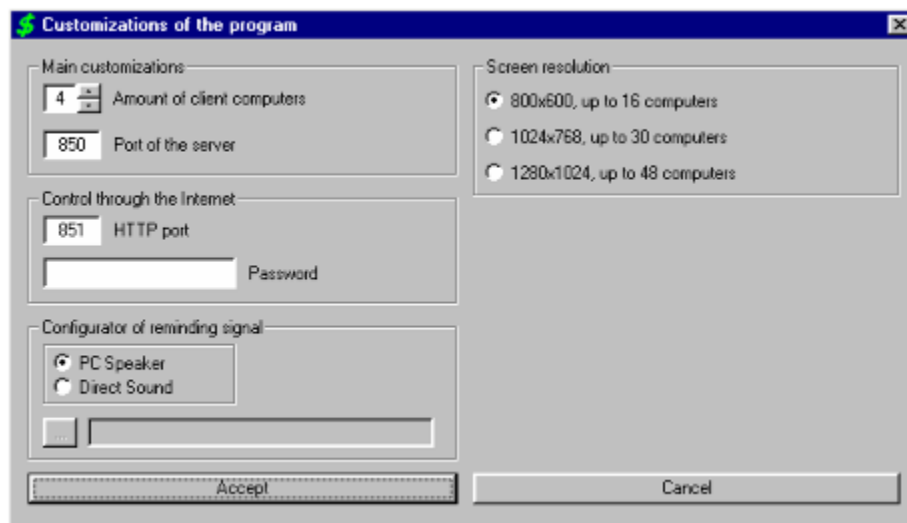 Customizations of the program
Main customizations
4 Amount of client computers
850 Port of the server
Control through the Internet
851 HTTP port
Password
Configurator of reminding signal
PC Speaker
Direct Sound
...
Screen resolution
800x600, up to 16 computers
1024x768, up to 30 computers
1280x1024, up to 48 computers
Accept
Cancel